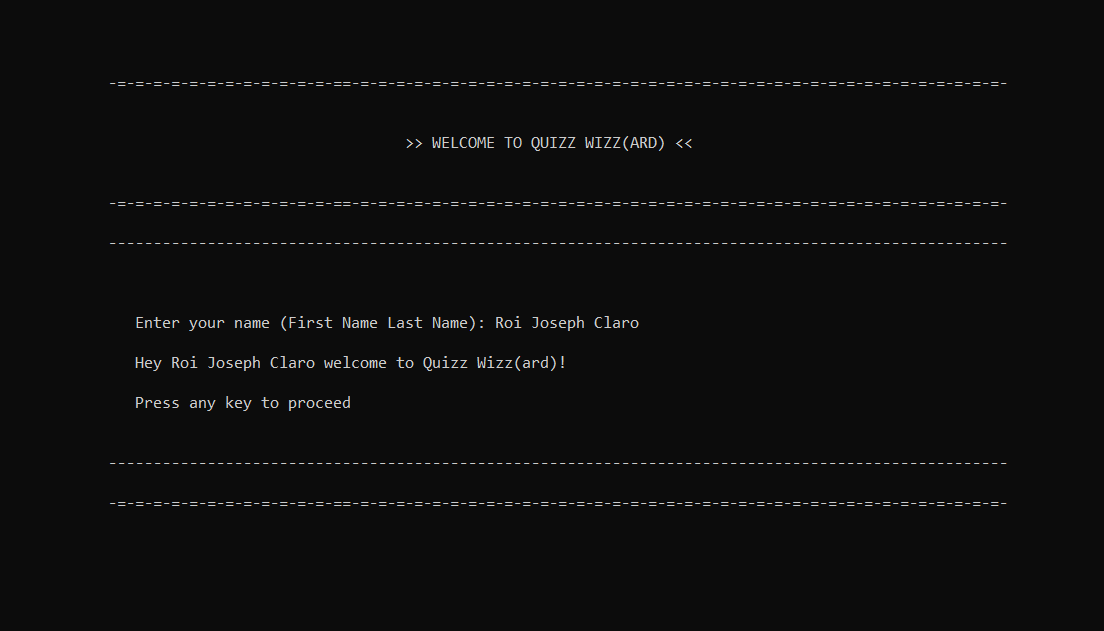 -=-=-=-=-=-=-=-=-=-=-=-=-==-=-=-=-=-=-=-=-=-=-=-=-=-=-=-=-=-=-=-=-=-=-=-=-=-=-=-=-=-=-=-=-=-=-=-=-=-
>> WELCOME TO QUIZZ WIZZ(ARD) <<
-=-=-=-=-=-=-=-=-=-=-=-=-==-=-=-=-=-=-=-=-=-=-=-=-=-=-=-=-=-=-=-=-=-=-=-=-=-=-=-=-=-=-=-=-=-=-=-=-=-
----------------------------------------------------------------------------------------------------
Enter your name (First Name Last Name): Roi Joseph Claro
Hey Roi Joseph Claro welcome to Quizz Wizz(ard)!
Press any key to proceed
----------------------------------------------------------------------------------------------------
-=-=-=-=-=-=-=-=-=-=-=-=-==-=-=-=-=-=-=-=-=-=-=-=-=-=-=-=-=-=-=-=-=-=-=-=-=-=-=-=-=-=-=-=-=-=-=-=-=-